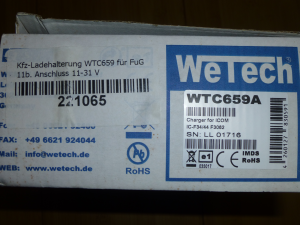 Kfz-Ladehalterung WTC659 für FuG
11b. Anschluss 11-31 V
221065
FAX: +49 6621 924044
info@wetech.de
www.wetech.de
RoHS
WeTech
WTC659A
Charger for ICOM
IC-F34/44 F3062
SN: LL 01716
e1
IMDS
RoHS